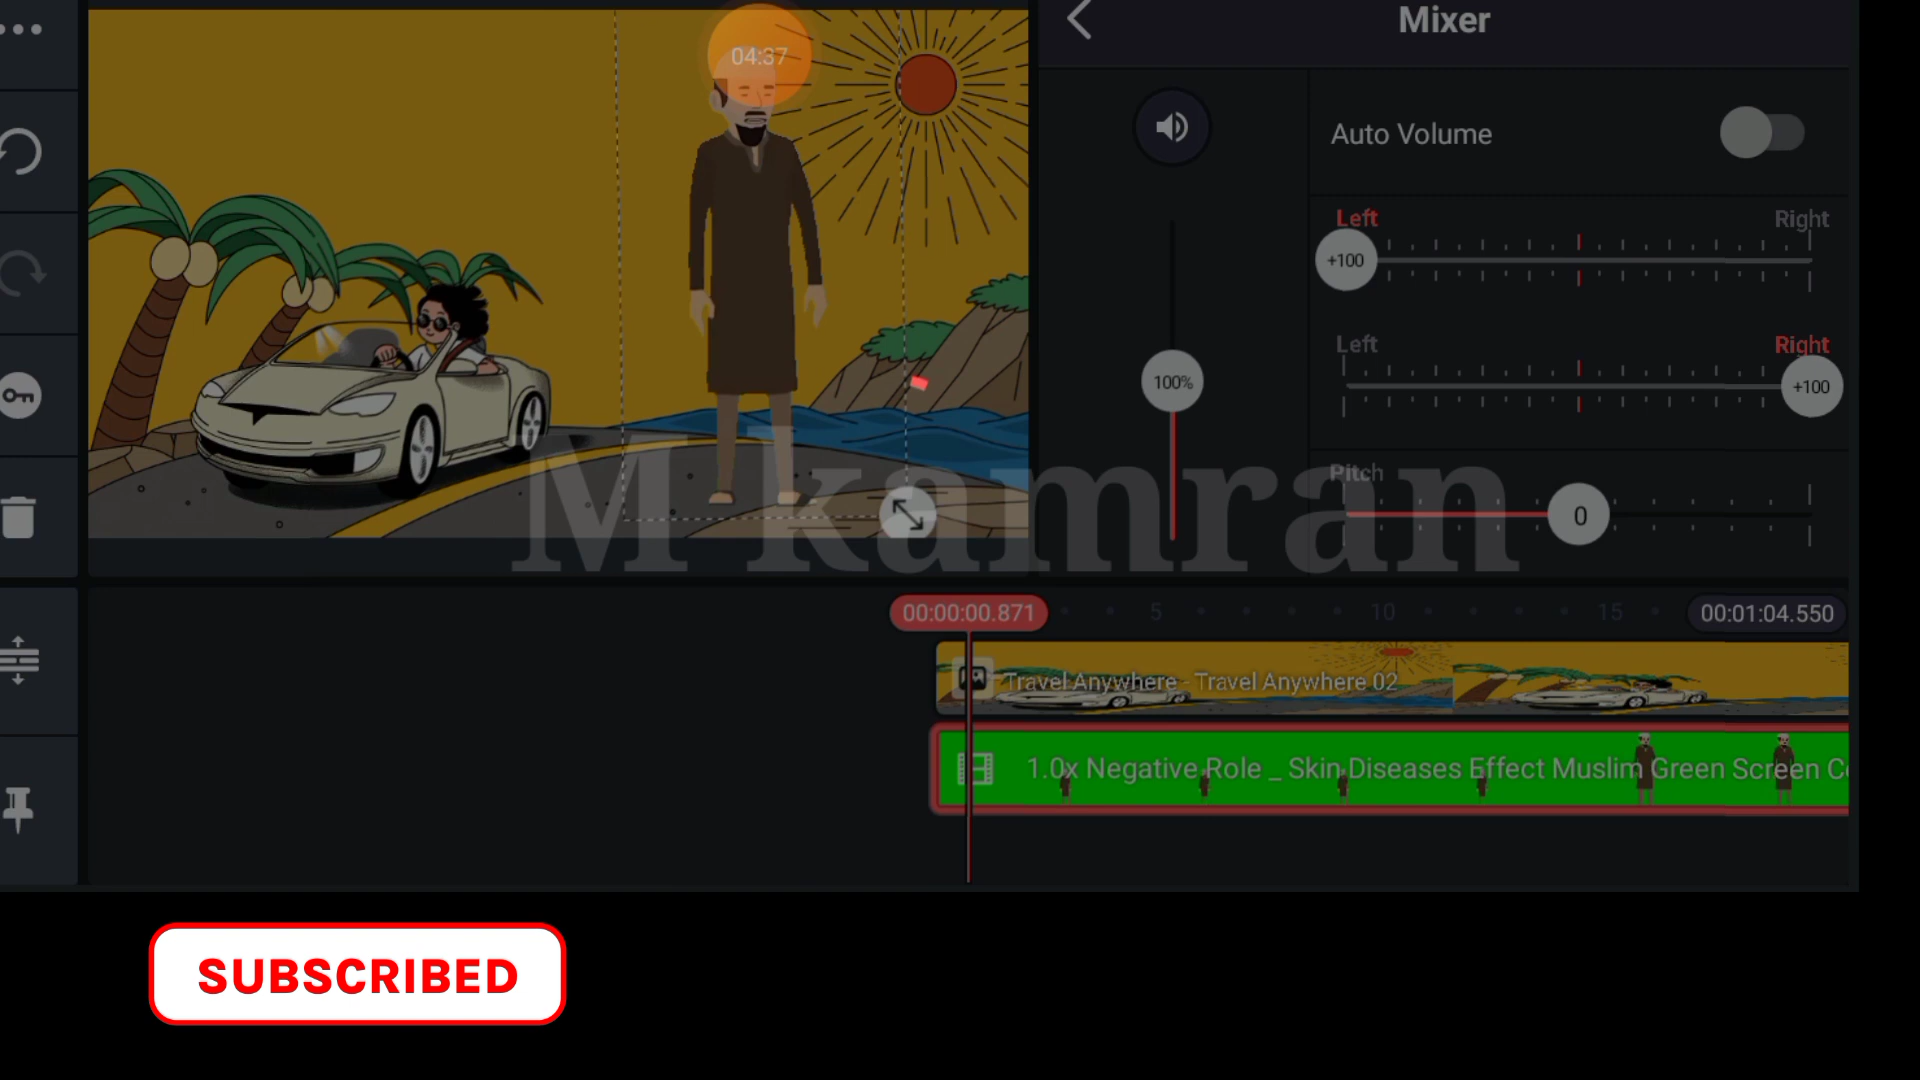 Mixer
04:37
Auto Volume
Left Right
+100
Left Right
100%
+100
Pitch
0
M kamran
00:00:00.871 5 10 15 00:01:04.550
Travel Anywhere - Travel Anywhere 02
1.0x Negative Role _ Skin Diseases Effect Muslim Green Screen
SUBSCRIBED